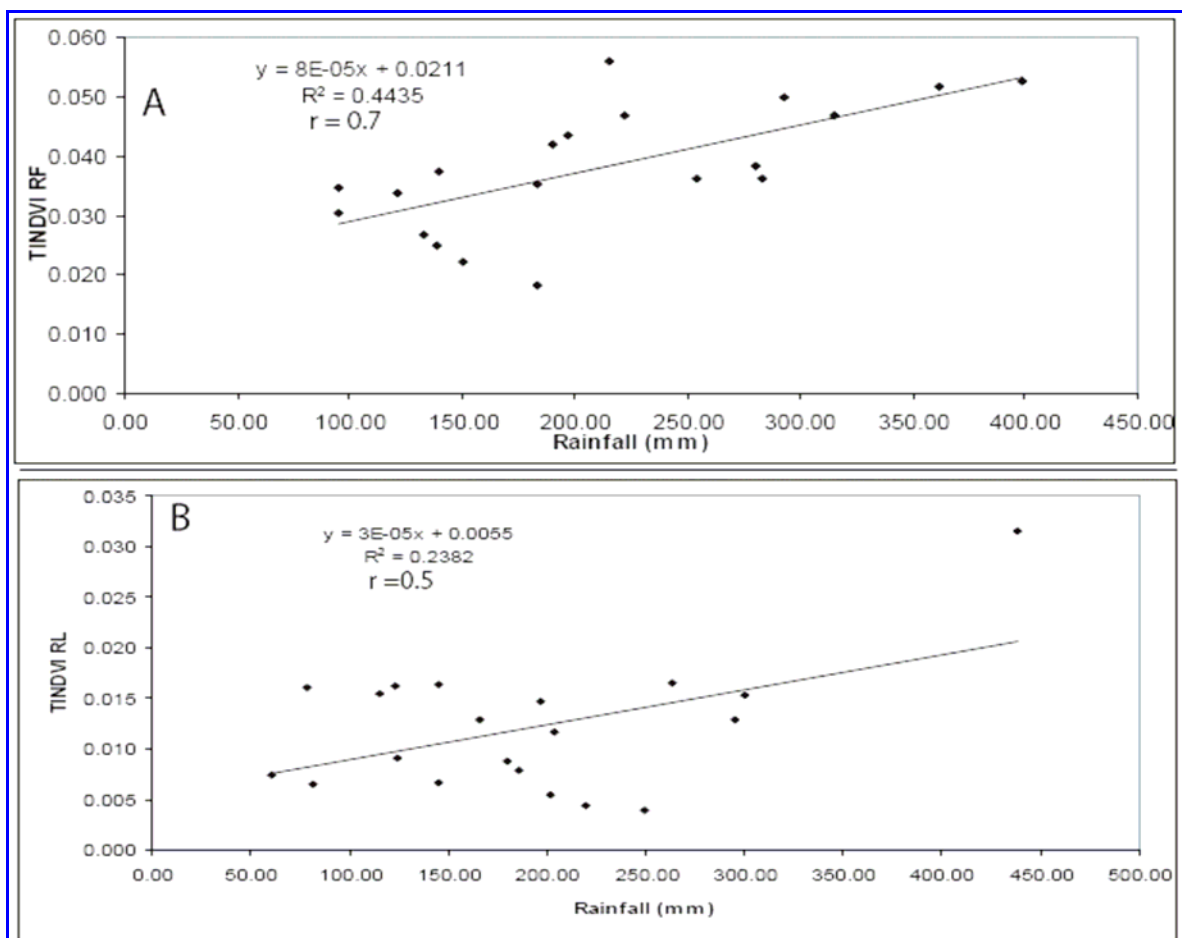 A
y = 8E-05x + 0.0211
R² = 0.4435
r = 0.7
TINDVI RF
0.060
0.050
0.040
0.030
0.020
0.010
0.000
0.00 50.00 100.00 150.00 200.00 250.00 300.00 350.00 400.00 450.00
Rainfall (mm)
B
y = 3E-05x + 0.0055
R² = 0.2382
r =0.5
TINDVI RL
0.035
0.030
0.025
0.020
0.015
0.010
0.005
0.000
0.00 50.00 100.00 150.00 200.00 250.00 300.00 350.00 400.00 450.00 500.00
Rainfall (mm)